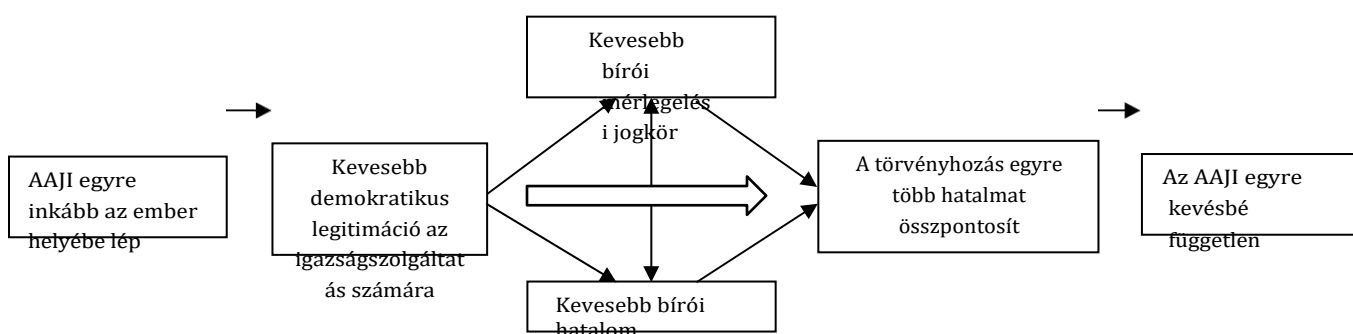 AAJI egyre
inkább az ember
helyébe lép
Kevesebb
demokratikus
legitimáció az
igazságszolgáltat
ás számára
Kevesebb
bírói
mérlegelés
i jogkör
Kevesebb bírói
hatalom
A törvényhozás egyre
több hatalmat
összpontosít
Az AAJI egyre
kevésbé
független